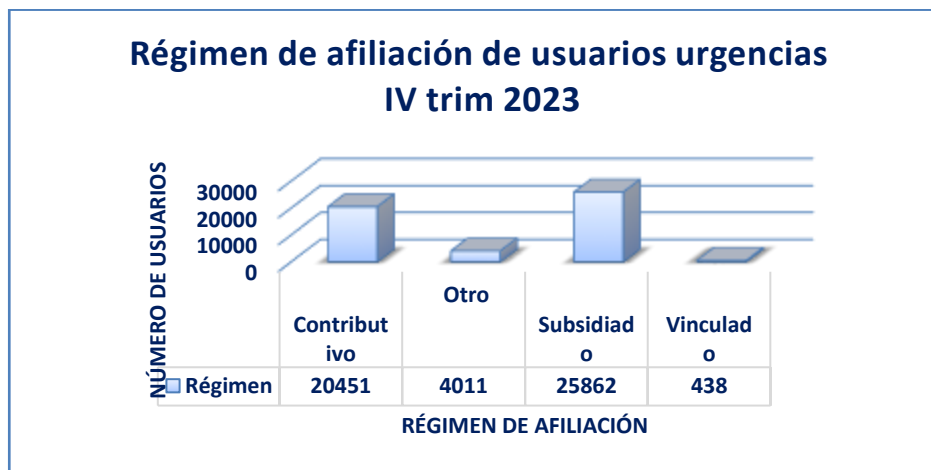 Régimen de afiliación de usuarios urgencias
IV trim 2023
NÚMERO DE USUARIOS
30000
20000
10000
0
Contribut
ivo
Otro
Subsidiad
o
Vinculad
o
Régimen
20451
4011
25862
438
RÉGIMEN DE AFILIACIÓN